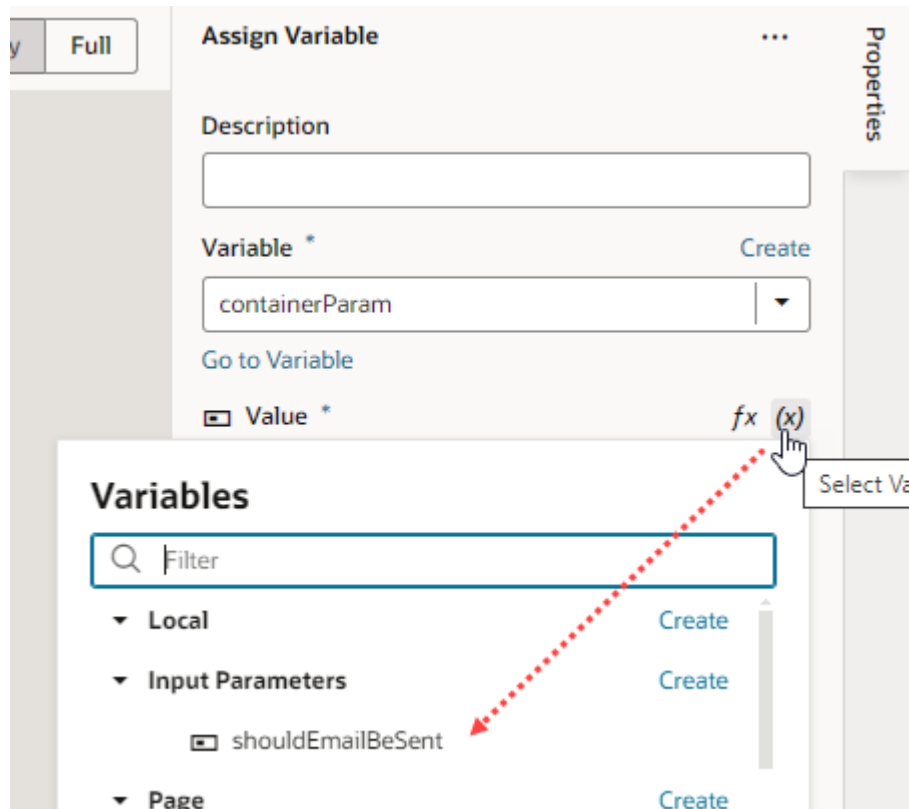 Full
Assign Variable
Properties
Description
Variable *
Create
containerParam
Go to Variable
Value *
fx (x)
Select Va
Variables
Filter
Local
Create
Input Parameters
Create
shouldEmailBeSent
Page
Create